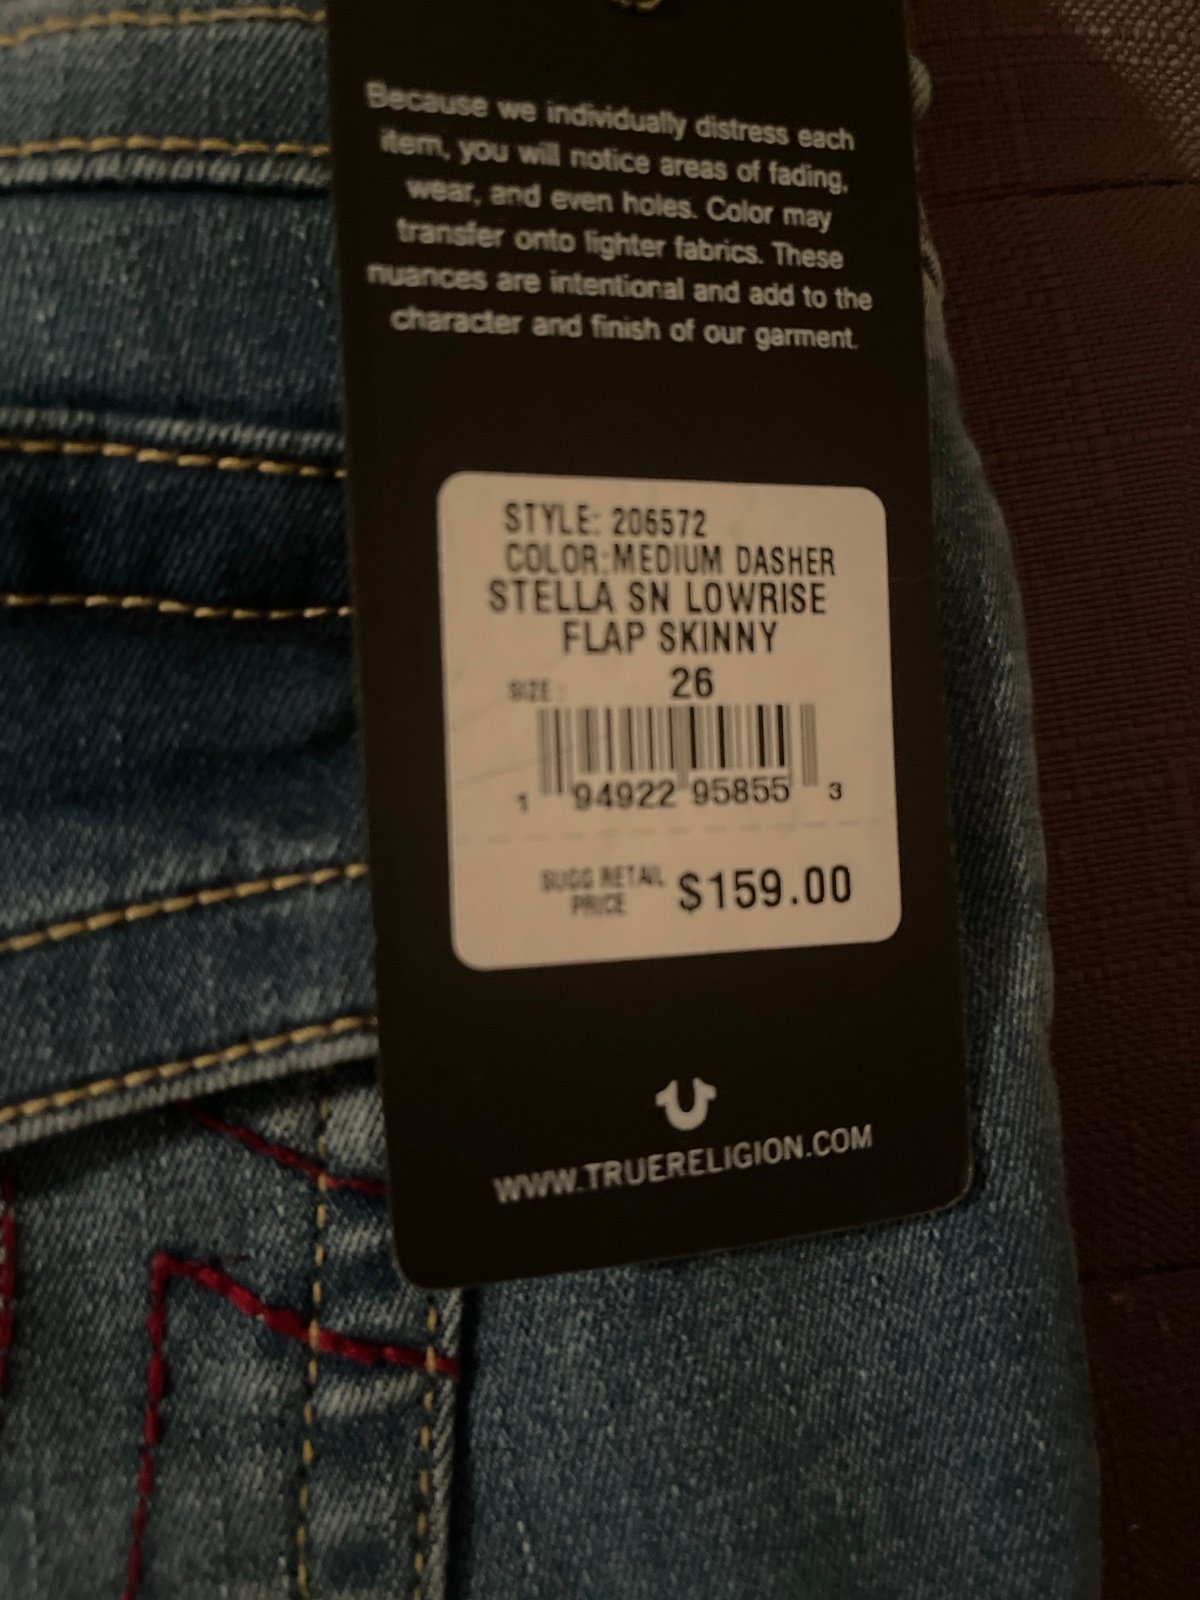 Because we individually distress each
item, you will notice areas of fading,
wear, and even holes. Color may
transfer onto lighter fabrics. These
nuances are intentional and add to the
character and finish of our garment.
STYLE: 206572
COLOR:MEDIUM DASHER
STELLA SN LOWRISE
FLAP SKINNY
SIZE: 26
1 94922 95855 3
SUGG RETAIL
PRICE $159.00
WWW.TRUERELIGION.COM